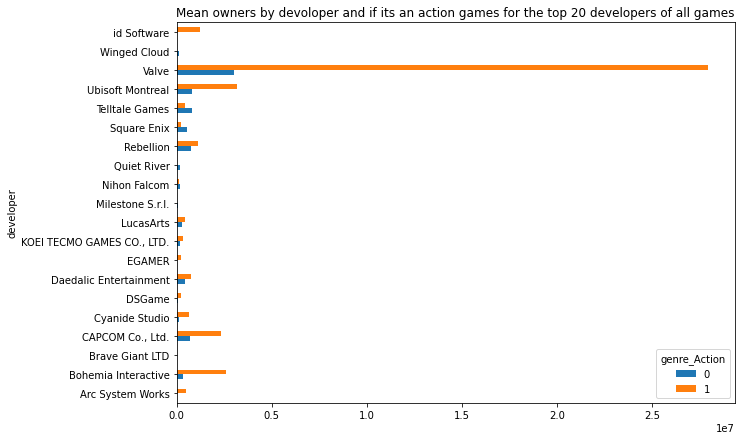 Mean owners by devoloper and if its an action games for the top 20 developers of all games
id Software
Winged Cloud
Valve
Ubisoft Montreal
Telltale Games
Square Enix
Rebellion
Quiet River
Nihon Falcom
Milestone S.r.l.
LucasArts
KOEI TECMO GAMES CO., LTD.
EGAMER
Daedalic Entertainment
DSGame
Cyanide Studio
CAPCOM Co., Ltd.
Brave Giant LTD
Bohemia Interactive
Arc System Works
developer
genre_Action
0
1
0.0 0.5 1.0 1.5 2.0 2.5
1e7